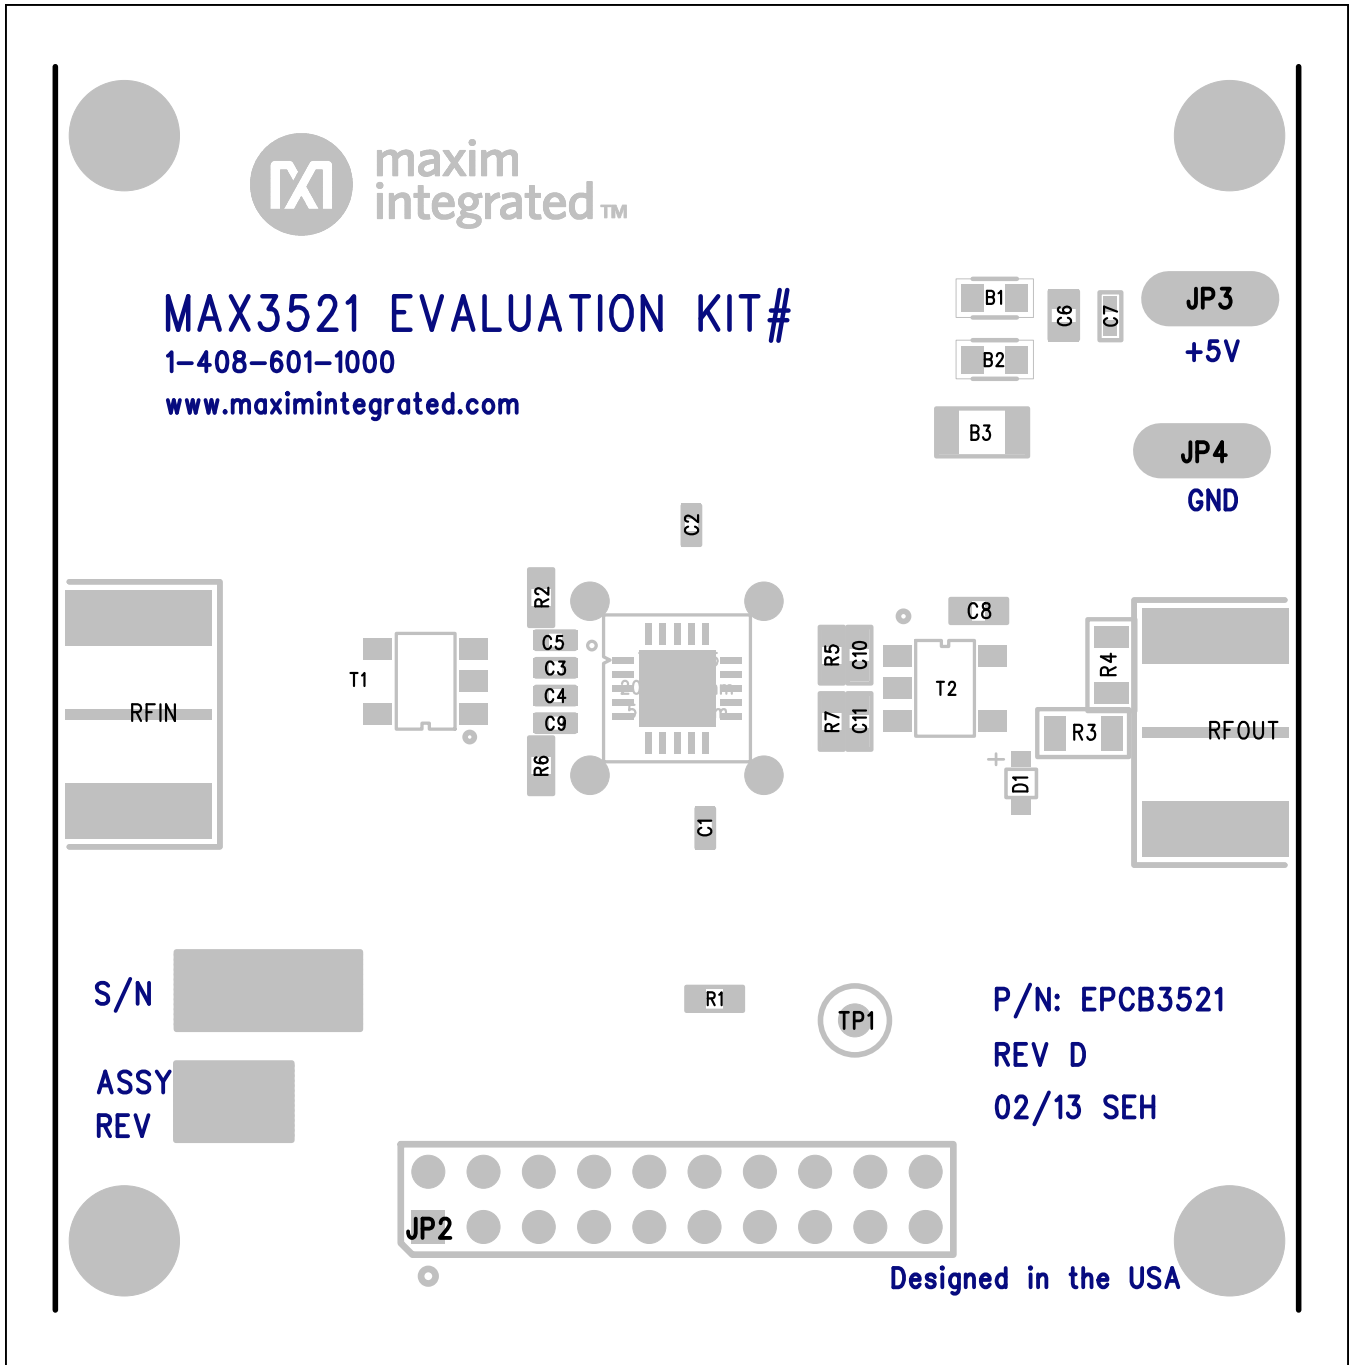 maxim
integrated™
MAX3521 EVALUATION KIT#
1-408-601-1000
www.maximintegrated.com
B1
C6
C7
JP3
+5V
B2
B3
JP4
GND
C2
R2
C5
C3
C4
C9
R6
T1
RFIN
C1
R5
C10
R7
C11
C8
T2
R4
R3
RFOUT
+
D1
S/N
ASSY
REV
R1
TP1
P/N: EPCB3521
REV D
02/13 SEH
JP2
Designed in the USA